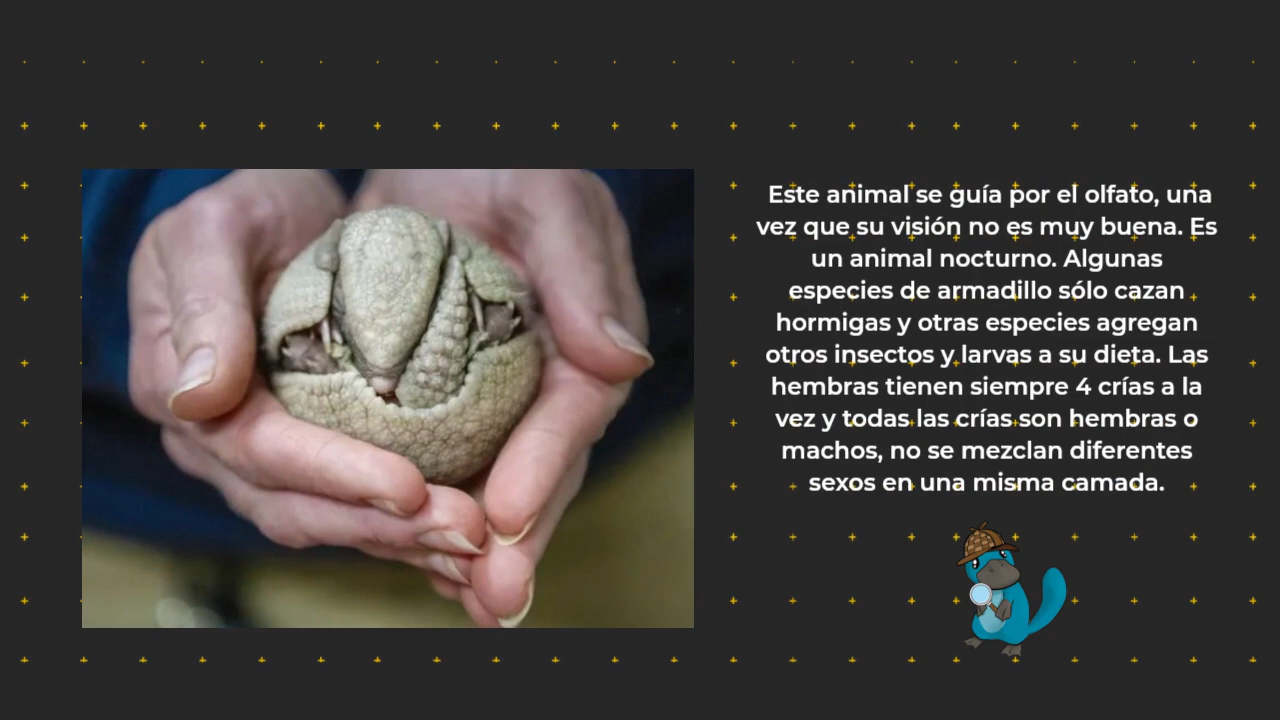 Este animal se guía por el olfato, una
vez que su visión no es muy buena. Es
un animal nocturno. Algunas
especies de armadillo sólo cazan
hormigas y otras especies agregan
otros insectos y larvas a su dieta. Las
hembras tienen siempre 4 crías a la
vez y todas las crías son hembras o
machos, no se mezclan diferentes
sexos en una misma camada.